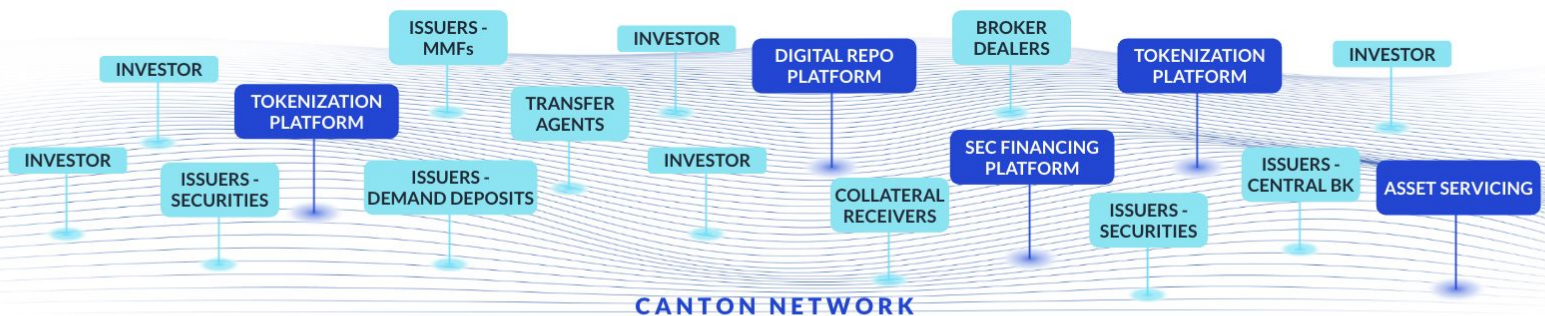 ISSUERS -
MMFs
INVESTOR
BROKER
DEALERS
DIGITAL REPO
PLATFORM
TOKENIZATION
PLATFORM
INVESTOR
INVESTOR
TOKENIZATION
PLATFORM
TRANSFER
AGENTS
SEC FINANCING
PLATFORM
INVESTOR
ISSUERS -
SECURITIES
ISSUERS -
DEMAND DEPOSITS
INVESTOR
COLLATERAL
RECEIVERS
ISSUERS -
CENTRAL BK
ASSET SERVICING
ISSUERS -
SECURITIES
CANTON NETWORK